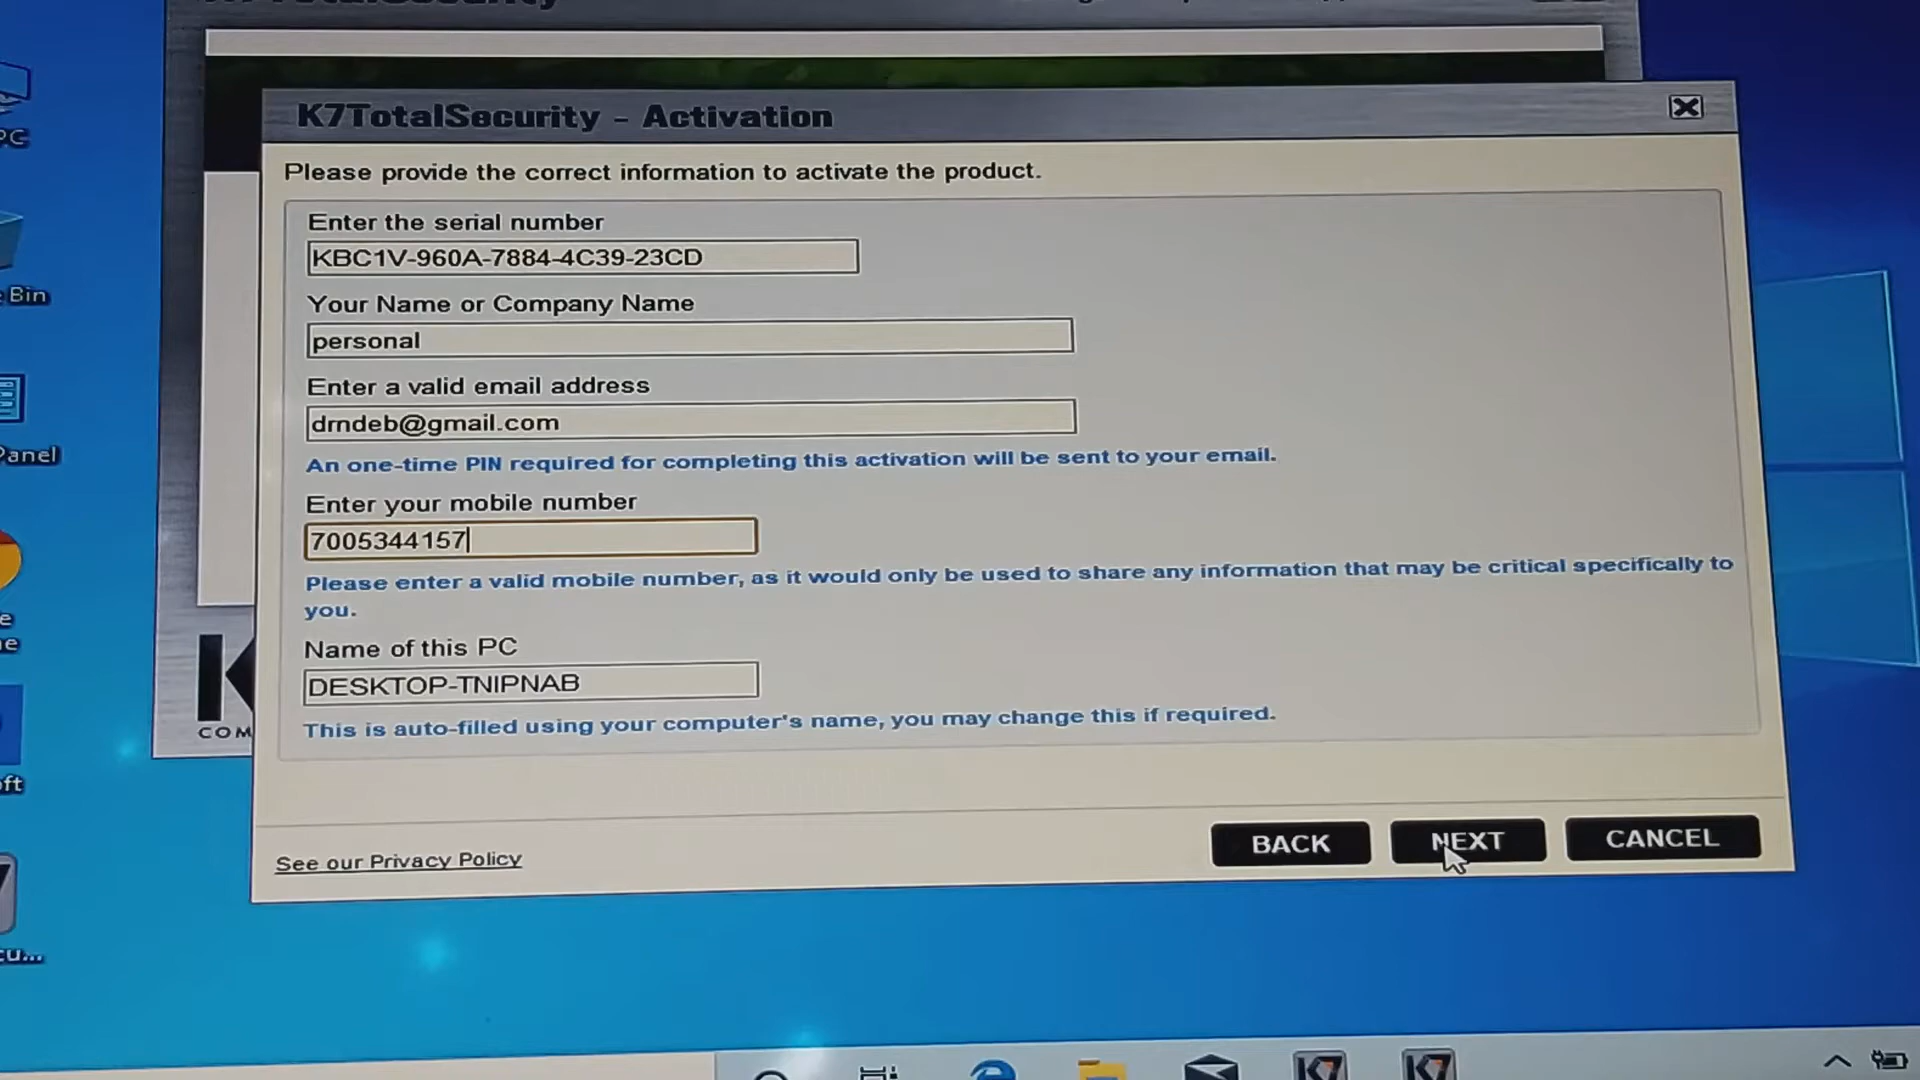 K7TotalSecurity - Activation
Please provide the correct information to activate the product.
Enter the serial number
KBC1V-960A-7884-4C39-23CD
Your Name or Company Name
personal
Enter a valid email address
drndeb@gmail.com
An one-time PIN required for completing this activation will be sent to your email.
Enter your mobile number
7005344157
Please enter a valid mobile number, as it would only be used to share any information that may be critical specifically to
you.
Name of this PC
DESKTOP-TNIPNAB
This is auto-filled using your computer's name, you may change this if required.
BACK
NEXT
CANCEL
See our Privacy Policy
PC
Bin
Panel
K
COM
K7
K7